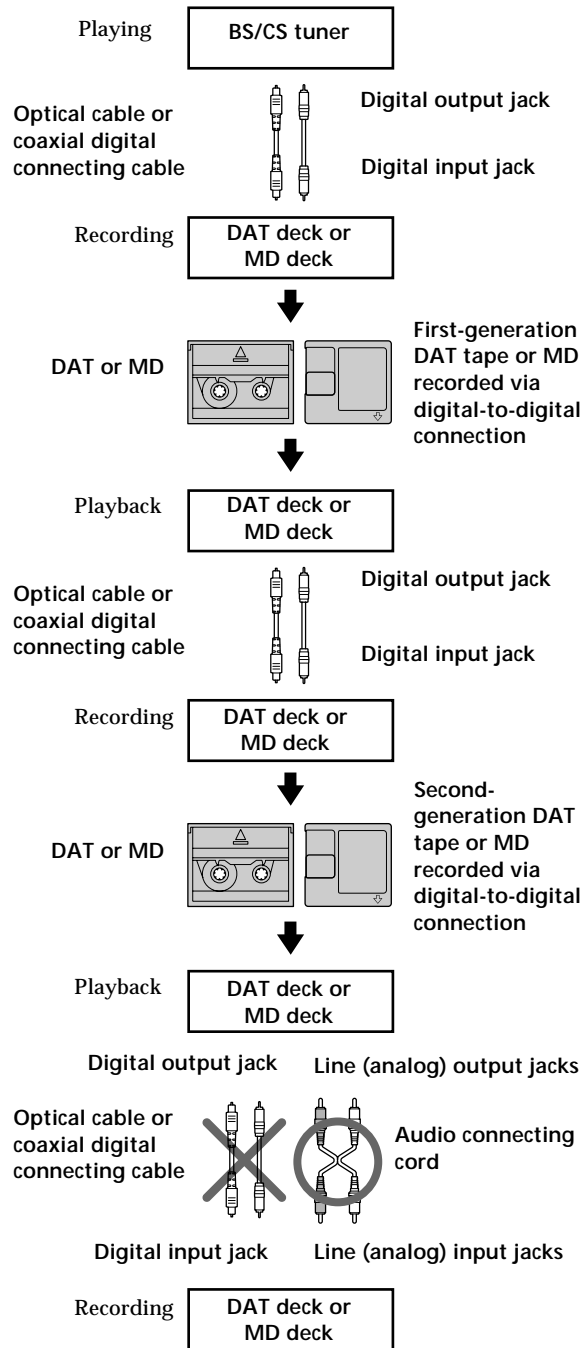 Playing
BS/CS tuner
Optical cable or
coaxial digital
connecting cable
Digital output jack
Digital input jack
Recording
DAT deck or
MD deck
DAT or MD
First-generation
DAT tape or MD
recorded via
digital-to-digital
connection
Playback
DAT deck or
MD deck
Optical cable or
coaxial digital
connecting cable
Digital output jack
Digital input jack
Recording
DAT deck or
MD deck
DAT or MD
Second-
generation DAT
tape or MD
recorded via
digital-to-digital
connection
Playback
DAT deck or
MD deck
Digital output jack
Line (analog) output jacks
Optical cable or
coaxial digital
connecting cable
Audio connecting
cord
Digital input jack
Line (analog) input jacks
Recording
DAT deck or
MD deck